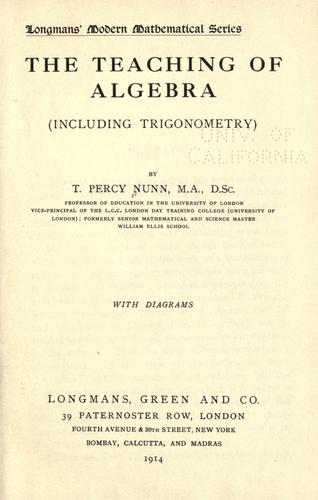 Longmans' Modern Mathematical Series
THE TEACHING OF
ALGEBRA
(INCLUDING TRIGONOMETRY)
UNIV. OF
CALIFORNIA
BY
T. PERCY NUNN, M.A., D.Sc.
PROFESSOR OF EDUCATION IN THE UNIVERSITY OF LONDON
VICE-PRINCIPAL OF THE L.C.C. LONDON DAY TRAINING COLLEGE (UNIVERSITY OF
LONDON); FORMERLY SENIOR MATHEMATICAL AND SCIENCE MASTER
WILLIAM ELLIS SCHOOL
WITH DIAGRAMS
LONGMANS, GREEN AND CO.
39 PATERNOSTER ROW, LONDON
FOURTH AVENUE & 30TH STREET, NEW YORK
BOMBAY, CALCUTTA, AND MADRAS
1914